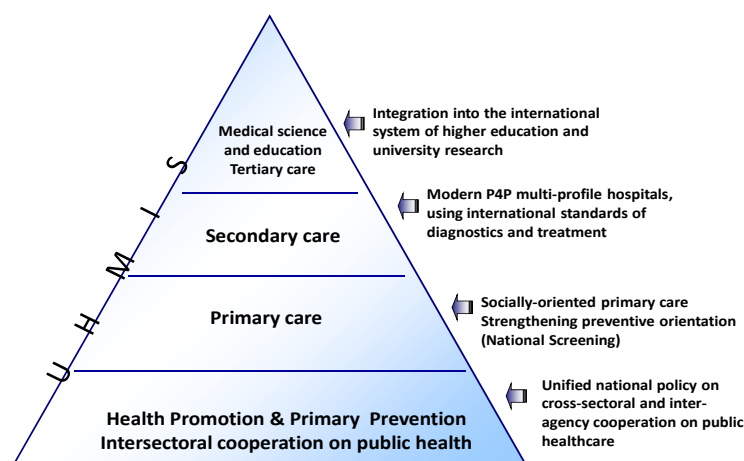 Medical science
and education
Tertiary care
Integration into the international
system of higher education and
university research
Secondary care
Modern P4P multi-profile hospitals,
using international standards of
diagnostics and treatment
Primary care
Socially-oriented primary care
Strengthening preventive orientation
(National Screening)
Health Promotion & Primary Prevention
Intersectoral cooperation on public health
Unified national policy on
cross-sectoral and inter-
agency cooperation on public
healthcare
U H M I S